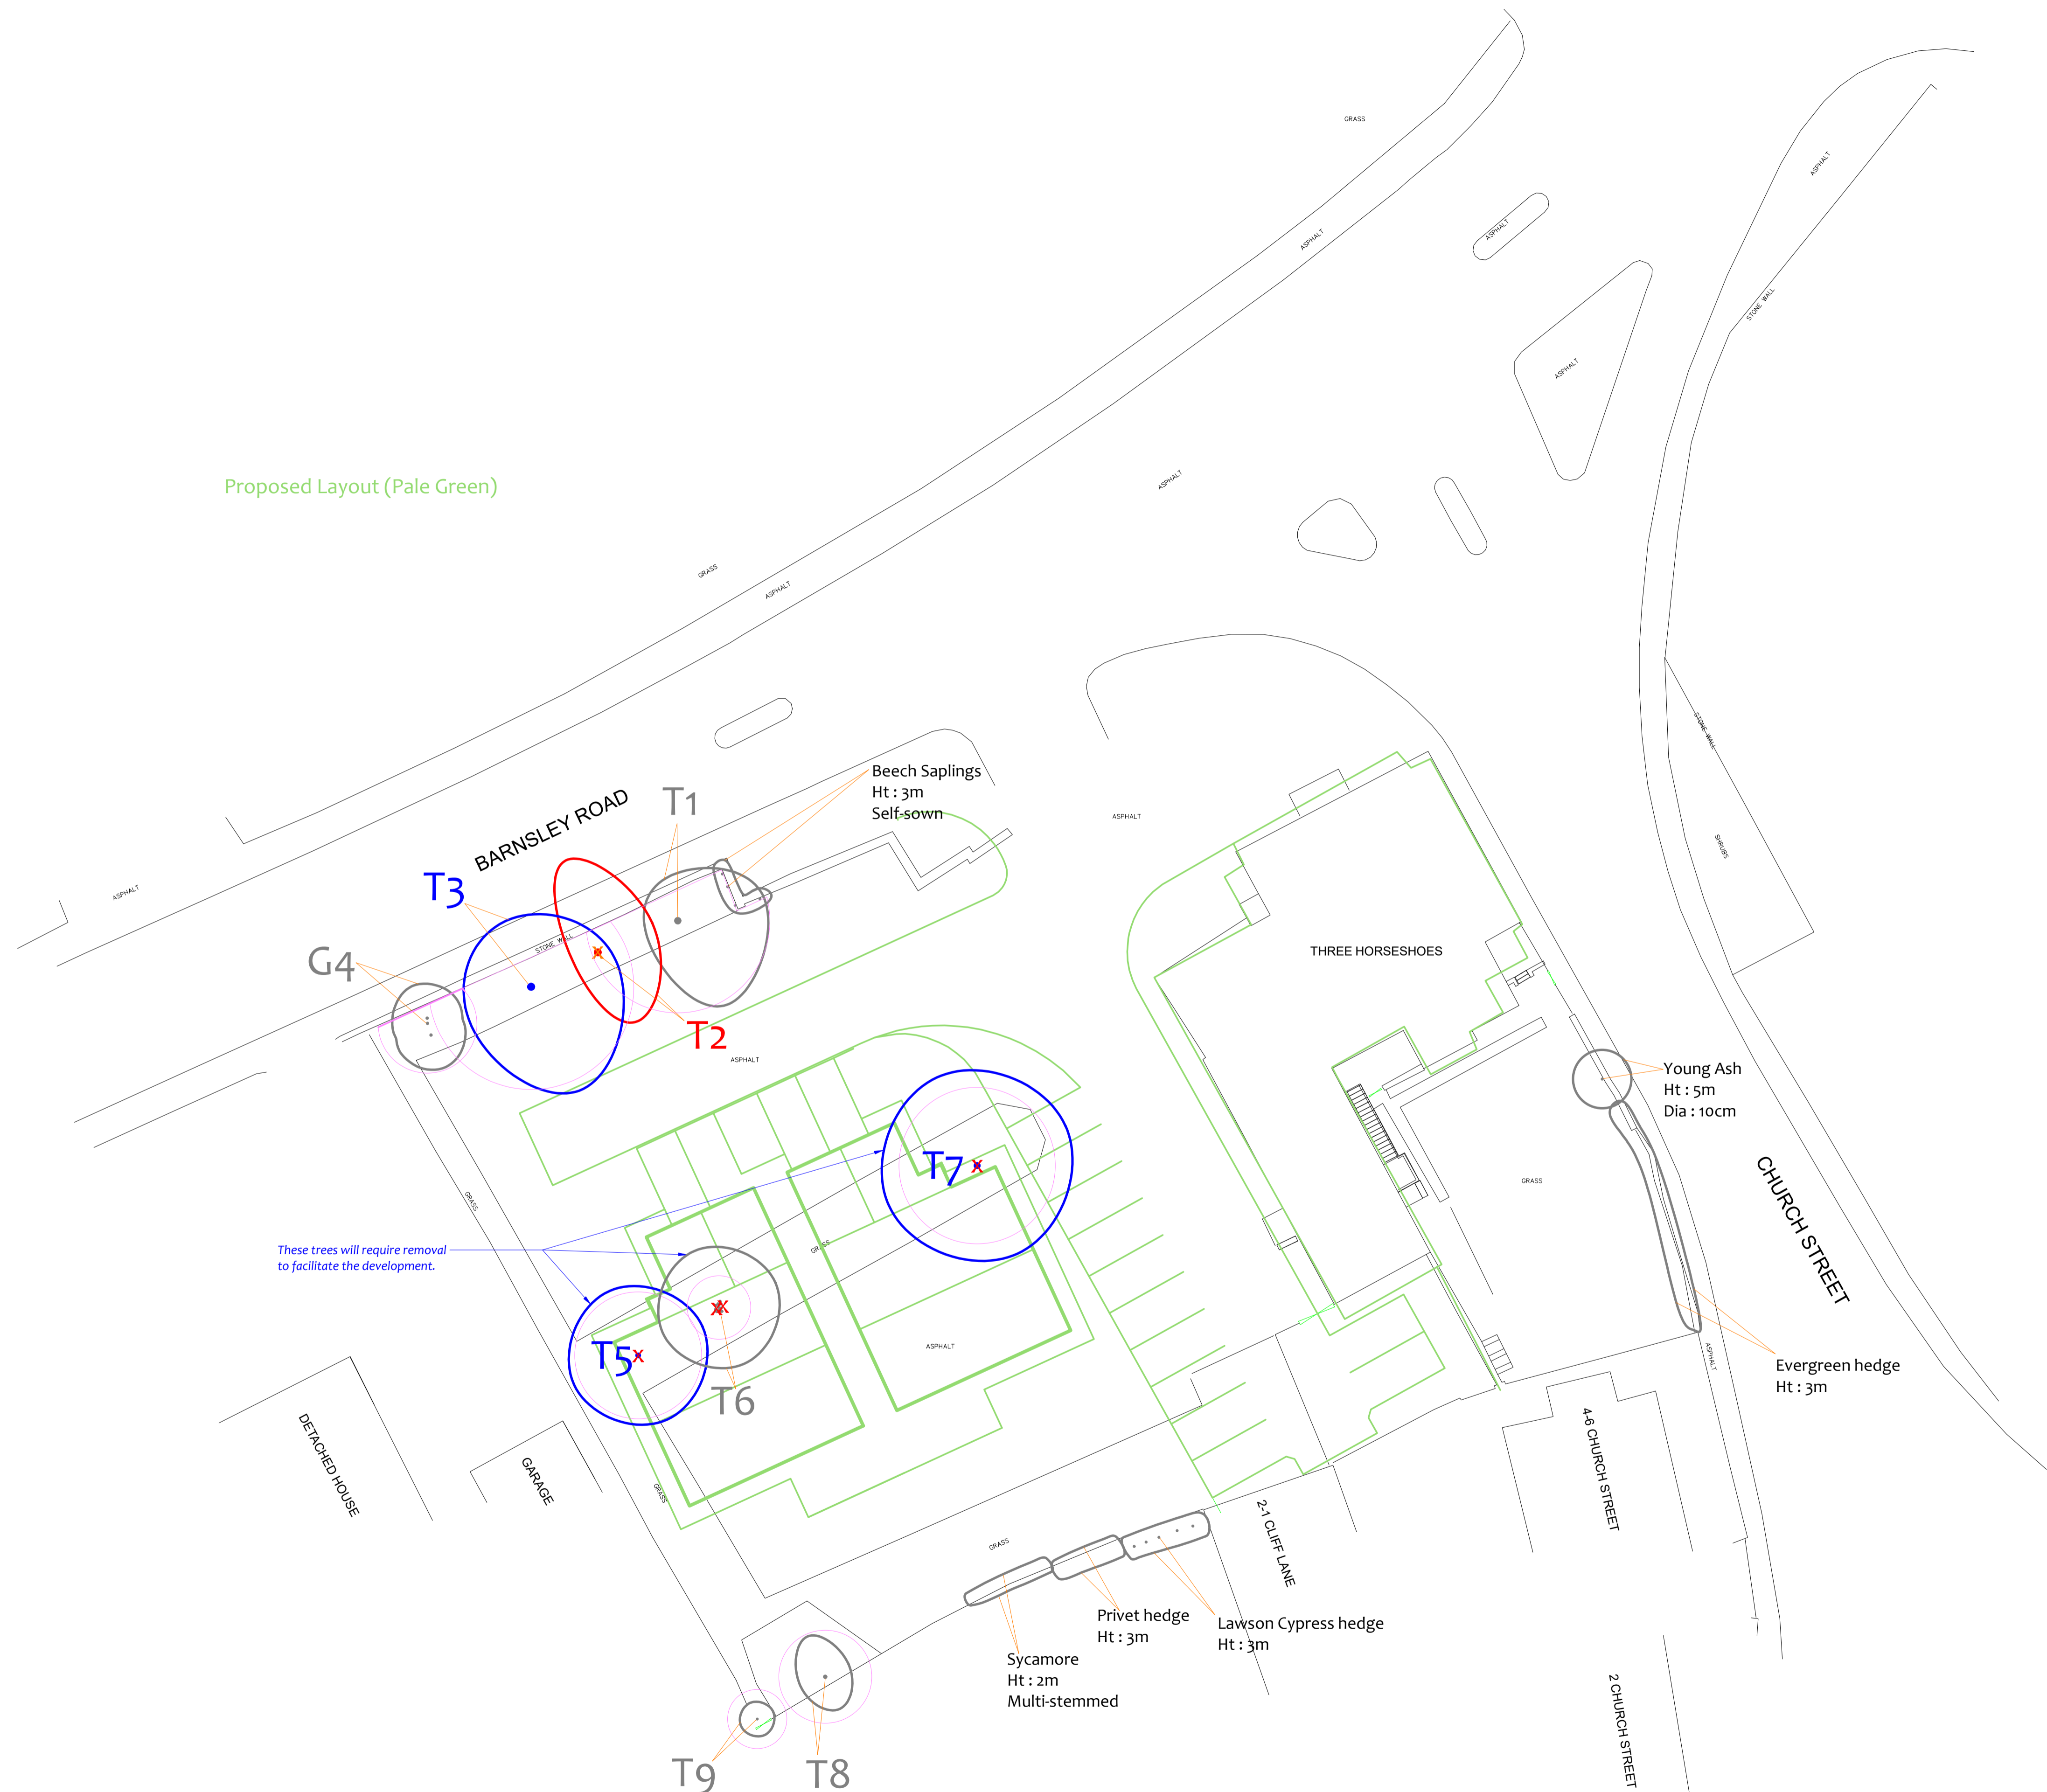 GRASS
ASPHALT
ASPHALT
ASPHALT
STONE WALL
ASPHALT
ASPHALT
Proposed Layout (Pale Green)
GRASS
ASPHALT
STONE WALL
Beech Saplings
Ht : 3m
Self-sown
T1
BARNSLEY ROAD
ASPHALT
SHRUBS
T3
ASPHALT
STONE WALL
THREE HORSESHOES
G4
T2
ASPHALT
Young Ash
Ht : 5m
Dia : 10cm
T7
GRASS
GRASS
CHURCH STREET
These trees will require removal
to facilitate the development.
GRASS
X
X
X
X
X
T5
T6
ASPHALT
ASPHALT
Evergreen hedge
Ht : 3m
DETACHED HOUSE
GARAGE
GRASS
4-6 CHURCH STREET
GRASS
2-1 CLIFF LANE
Privet hedge
Ht : 3m
Lawson Cypress hedge
Ht : 3m
Sycamore
Ht : 2m
Multi-stemmed
2 CHURCH STREET
T9
T8